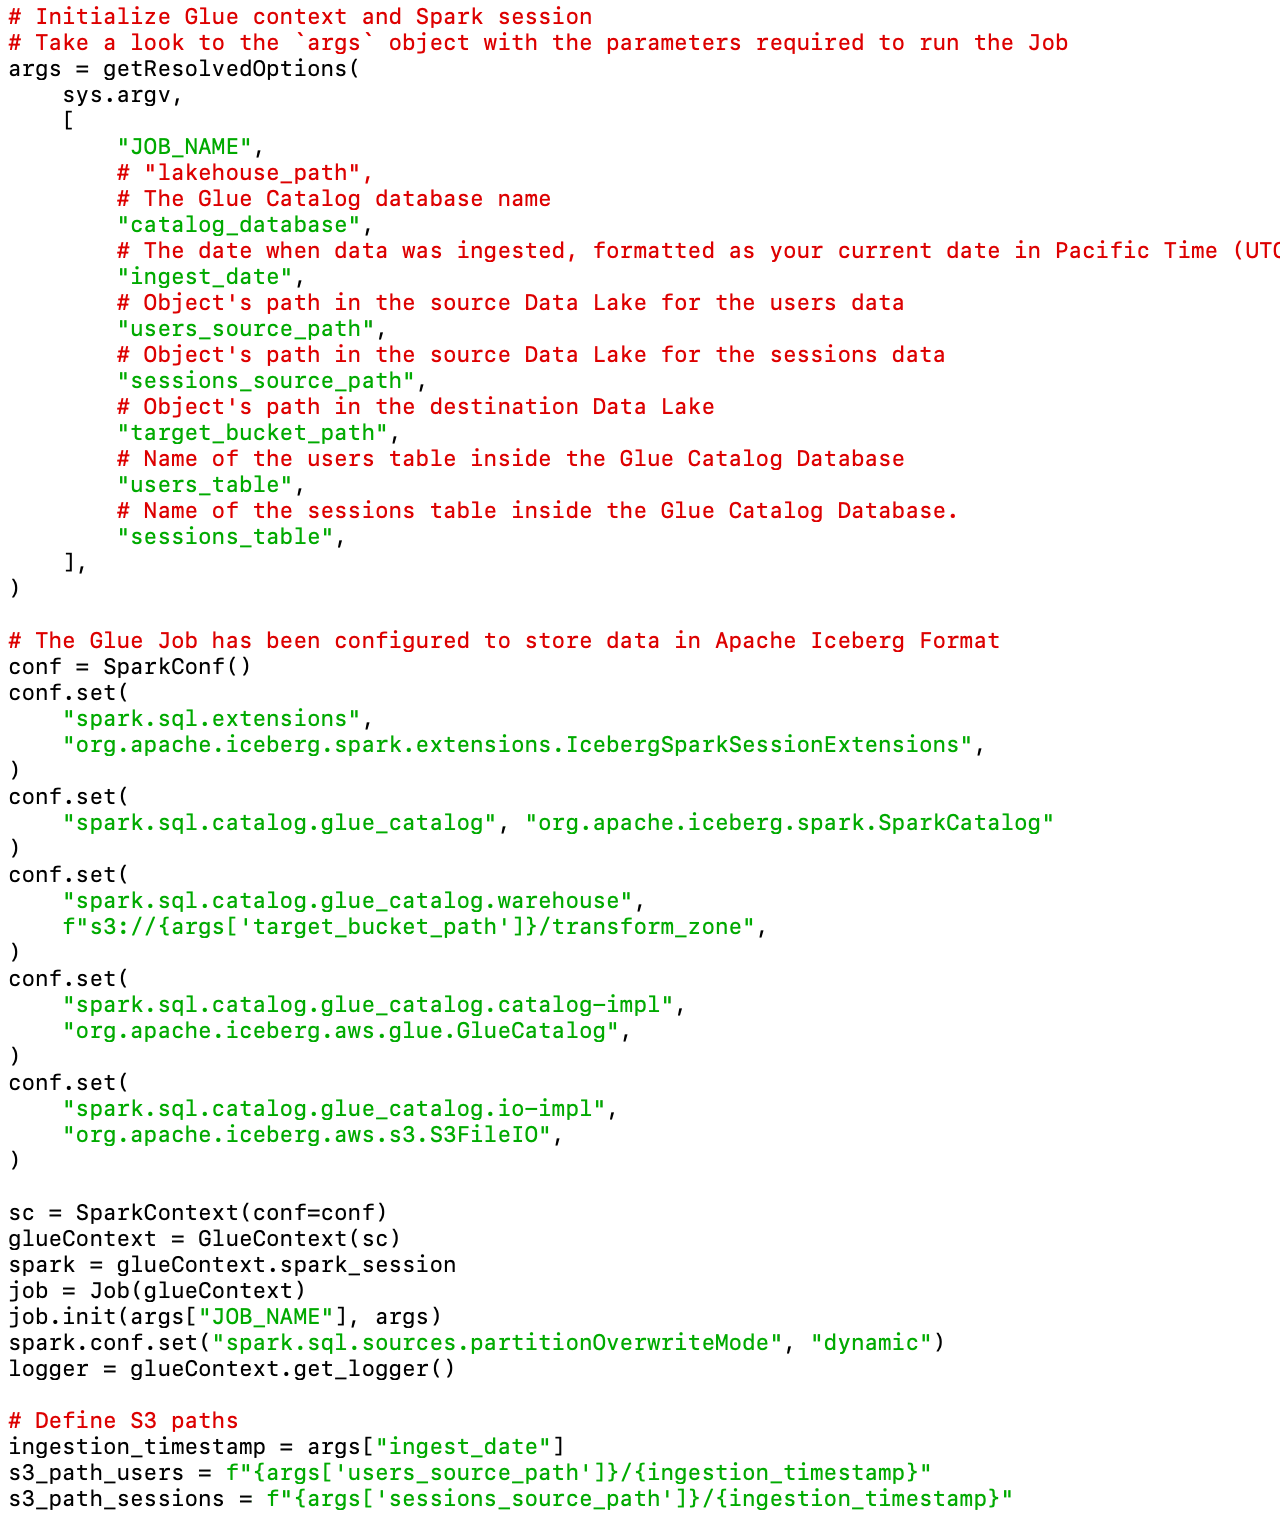 # Initialize Glue context and Spark session
# Take a look to the `args` object with the parameters required to run the Job
args = getResolvedOptions(
    sys.argv,
    [
        "JOB_NAME",
        # "lakehouse_path",
        # The Glue Catalog database name
        "catalog_database",
        # The date when data was ingested, formatted as your current date in Pacific Time (UTC
        "ingest_date",
        # Object's path in the source Data Lake for the users data
        "users_source_path",
        # Object's path in the source Data Lake for the sessions data
        "sessions_source_path",
        # Object's path in the destination Data Lake
        "target_bucket_path",
        # Name of the users table inside the Glue Catalog Database
        "users_table",
        # Name of the sessions table inside the Glue Catalog Database.
        "sessions_table",
    ],
)

# The Glue Job has been configured to store data in Apache Iceberg Format
conf = SparkConf()
conf.set(
    "spark.sql.extensions",
    "org.apache.iceberg.spark.extensions.IcebergSparkSessionExtensions",
)
conf.set(
    "spark.sql.catalog.glue_catalog", "org.apache.iceberg.spark.SparkCatalog"
)
conf.set(
    "spark.sql.catalog.glue_catalog.warehouse",
    f"s3://{args['target_bucket_path']}/transform_zone",
)
conf.set(
    "spark.sql.catalog.glue_catalog.catalog-impl",
    "org.apache.iceberg.aws.glue.GlueCatalog",
)
conf.set(
    "spark.sql.catalog.glue_catalog.io-impl",
    "org.apache.iceberg.aws.s3.S3FileIO",
)

sc = SparkContext(conf=conf)
glueContext = GlueContext(sc)
spark = glueContext.spark_session
job = Job(glueContext)
job.init(args["JOB_NAME"], args)
spark.conf.set("spark.sql.sources.partitionOverwriteMode", "dynamic")
logger = glueContext.get_logger()

# Define S3 paths
ingestion_timestamp = args["ingest_date"]
s3_path_users = f"{args['users_source_path']}/{ingestion_timestamp}"
s3_path_sessions = f"{args['sessions_source_path']}/{ingestion_timestamp}"